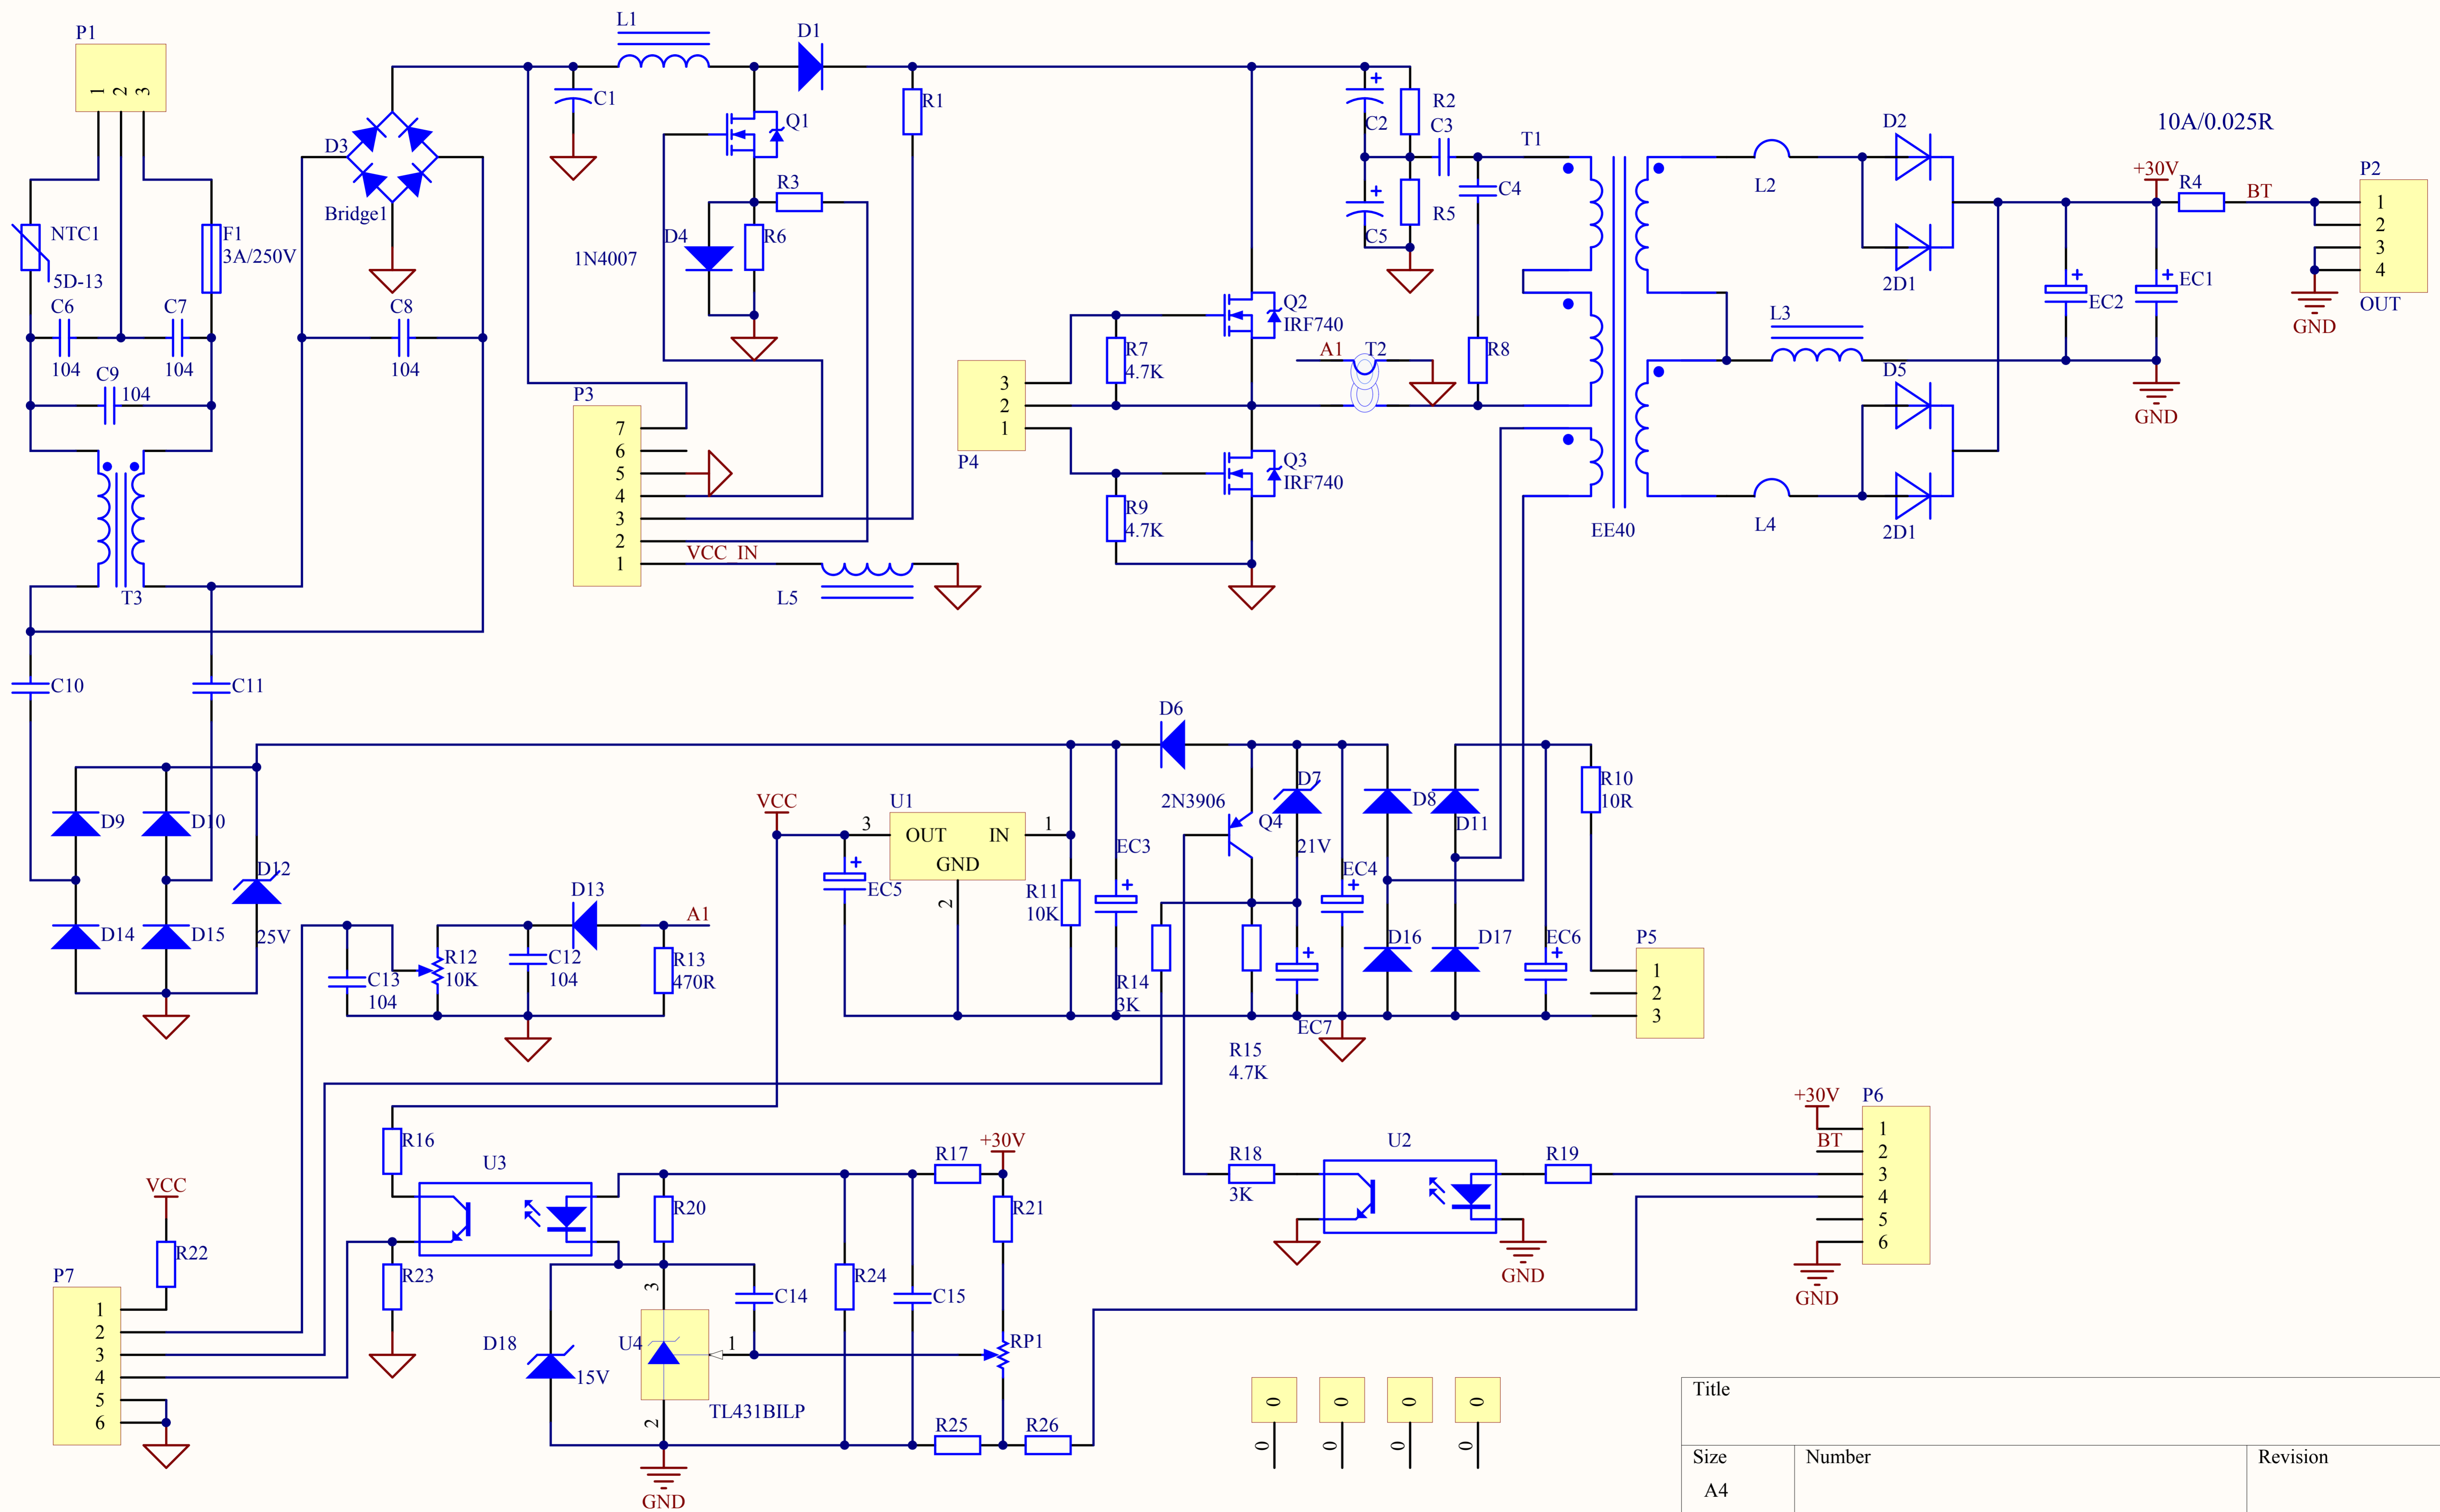 P1
1 2 3
NTC1
5D-13
F1
3A/250V
C6
104
C7
104
C9
104
T3
D3
Bridge1
C8
104
C10
C11
L1
D1
C1
Q1
R1
R3
D4
1N4007
R6
P3
7
6
5
4
3
2
1
VCC_IN
L5
C2
R2
C3
C5
R5
C4
T1
Q2
IRF740
R7
4.7K
A1
T2
R8
P4
3
2
1
Q3
IRF740
R9
4.7K
EE40
L2
D2
2D1
L3
D5
L4
2D1
10A/0.025R
+30V
R4
BT
P2
1
2
3
4
OUT
GND
EC2
EC1
GND
D9
D10
D12
25V
D14
D15
VCC
U1
3
OUT
IN
1
GND
2
EC5
R11
10K
EC3
D6
2N3906
Q4
D7
21V
EC4
D8
D11
R10
10R
D16
D17
EC6
P5
1
2
3
R14
3K
EC7
R15
4.7K
D13
A1
C13
104
R12
10K
C12
104
R13
470R
R16
U3
R20
R17
+30V
R21
VCC
R22
P7
1
2
3
4
5
6
R23
D18
15V
U4
3
1
2
TL431BILP
C14
R24
C15
RP1
R25
R26
GND
R18
3K
U2
R19
GND
+30V
BT
P6
1
2
3
4
5
6
GND
0 0 0 0
0 0 0 0
Title
Size
A4
Number
Revision